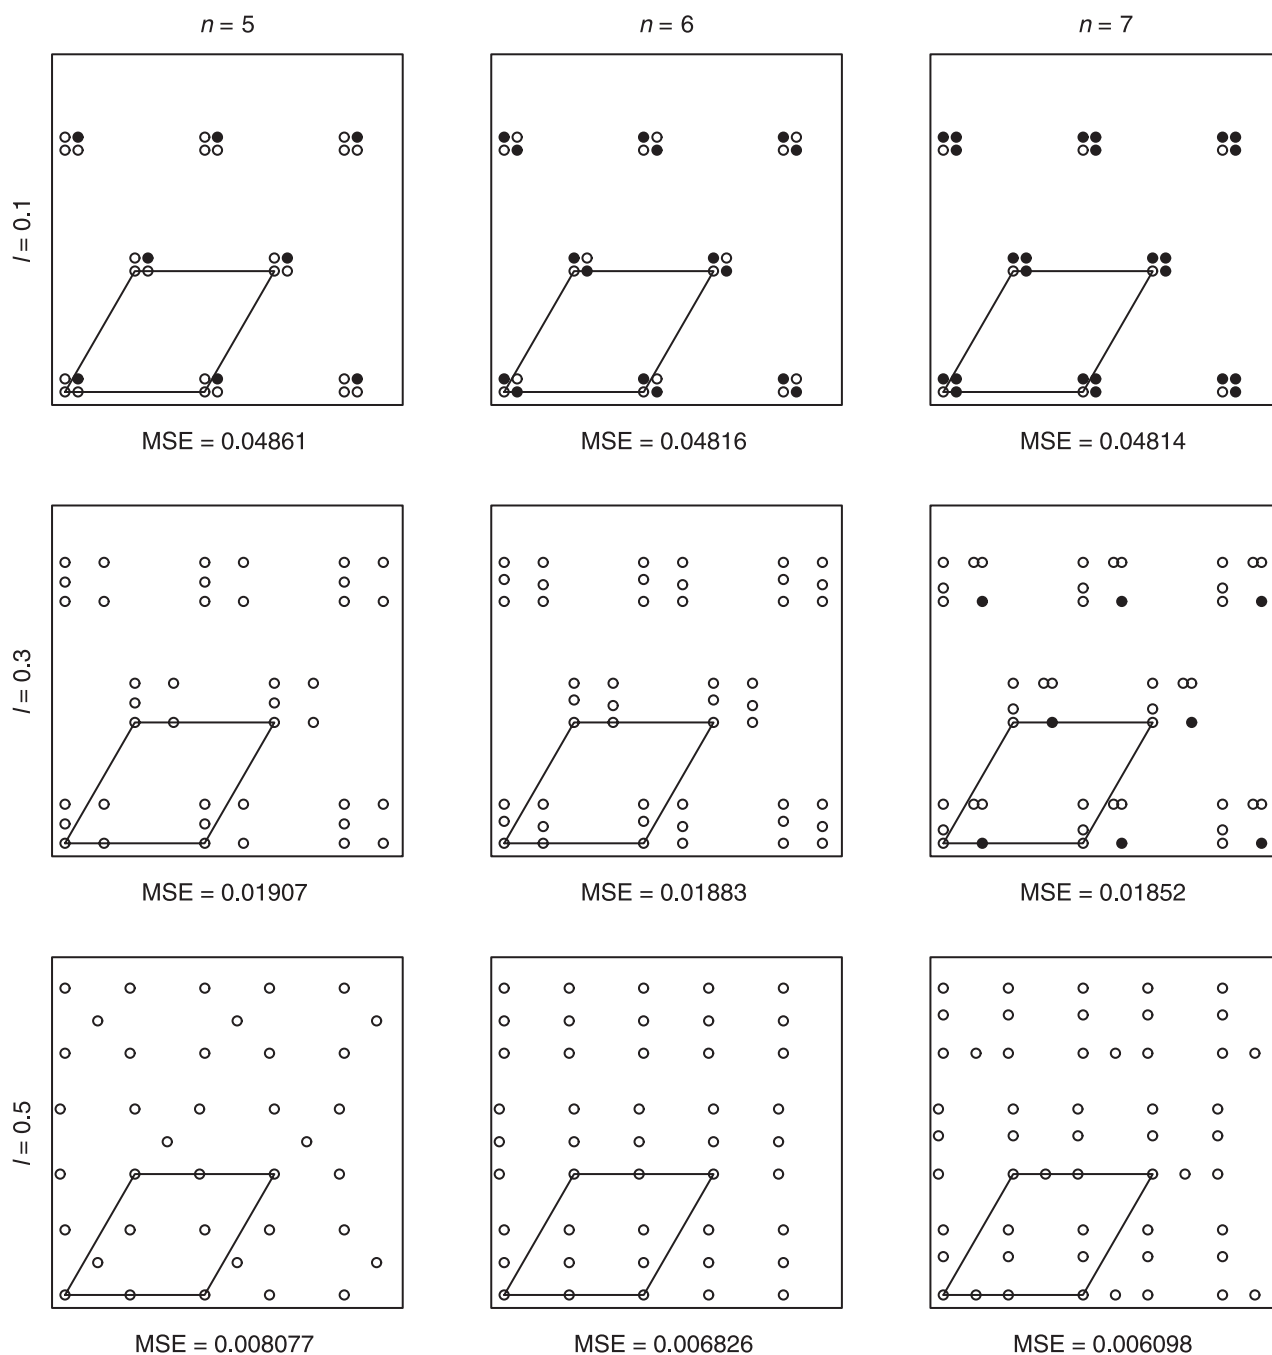 n = 5 n = 6 n = 7
l = 0.1
MSE = 0.04861 MSE = 0.04816 MSE = 0.04814
l = 0.3
MSE = 0.01907 MSE = 0.01883 MSE = 0.01852
l = 0.5
MSE = 0.008077 MSE = 0.006826 MSE = 0.006098